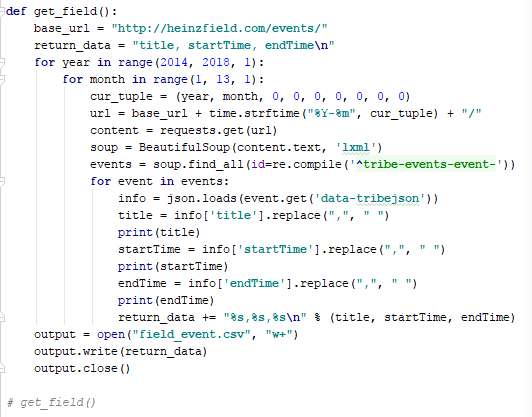 def get_field():
    base_url = "http://heinzfield.com/events/"
    return_data = "title, startTime, endTime\n"
    for year in range(2014, 2018, 1):
        for month in range(1, 13, 1):
            cur_tuple = (year, month, 0, 0, 0, 0, 0, 0, 0)
            url = base_url + time.strftime("%Y-%m", cur_tuple) + "/"
            content = requests.get(url)
            soup = BeautifulSoup(content.text, 'lxml')
            events = soup.find_all(id=re.compile('^tribe-events-event-'))
            for event in events:
                info = json.loads(event.get('data-tribejson'))
                title = info['title'].replace(",", " ")
                print(title)
                startTime = info['startTime'].replace(",", " ")
                print(startTime)
                endTime = info['endTime'].replace(",", " ")
                print(endTime)
                return_data += "%s,%s,%s\n" % (title, startTime, endTime)
    output = open("field_event.csv", "w+")
    output.write(return_data)
    output.close()

# get_field()